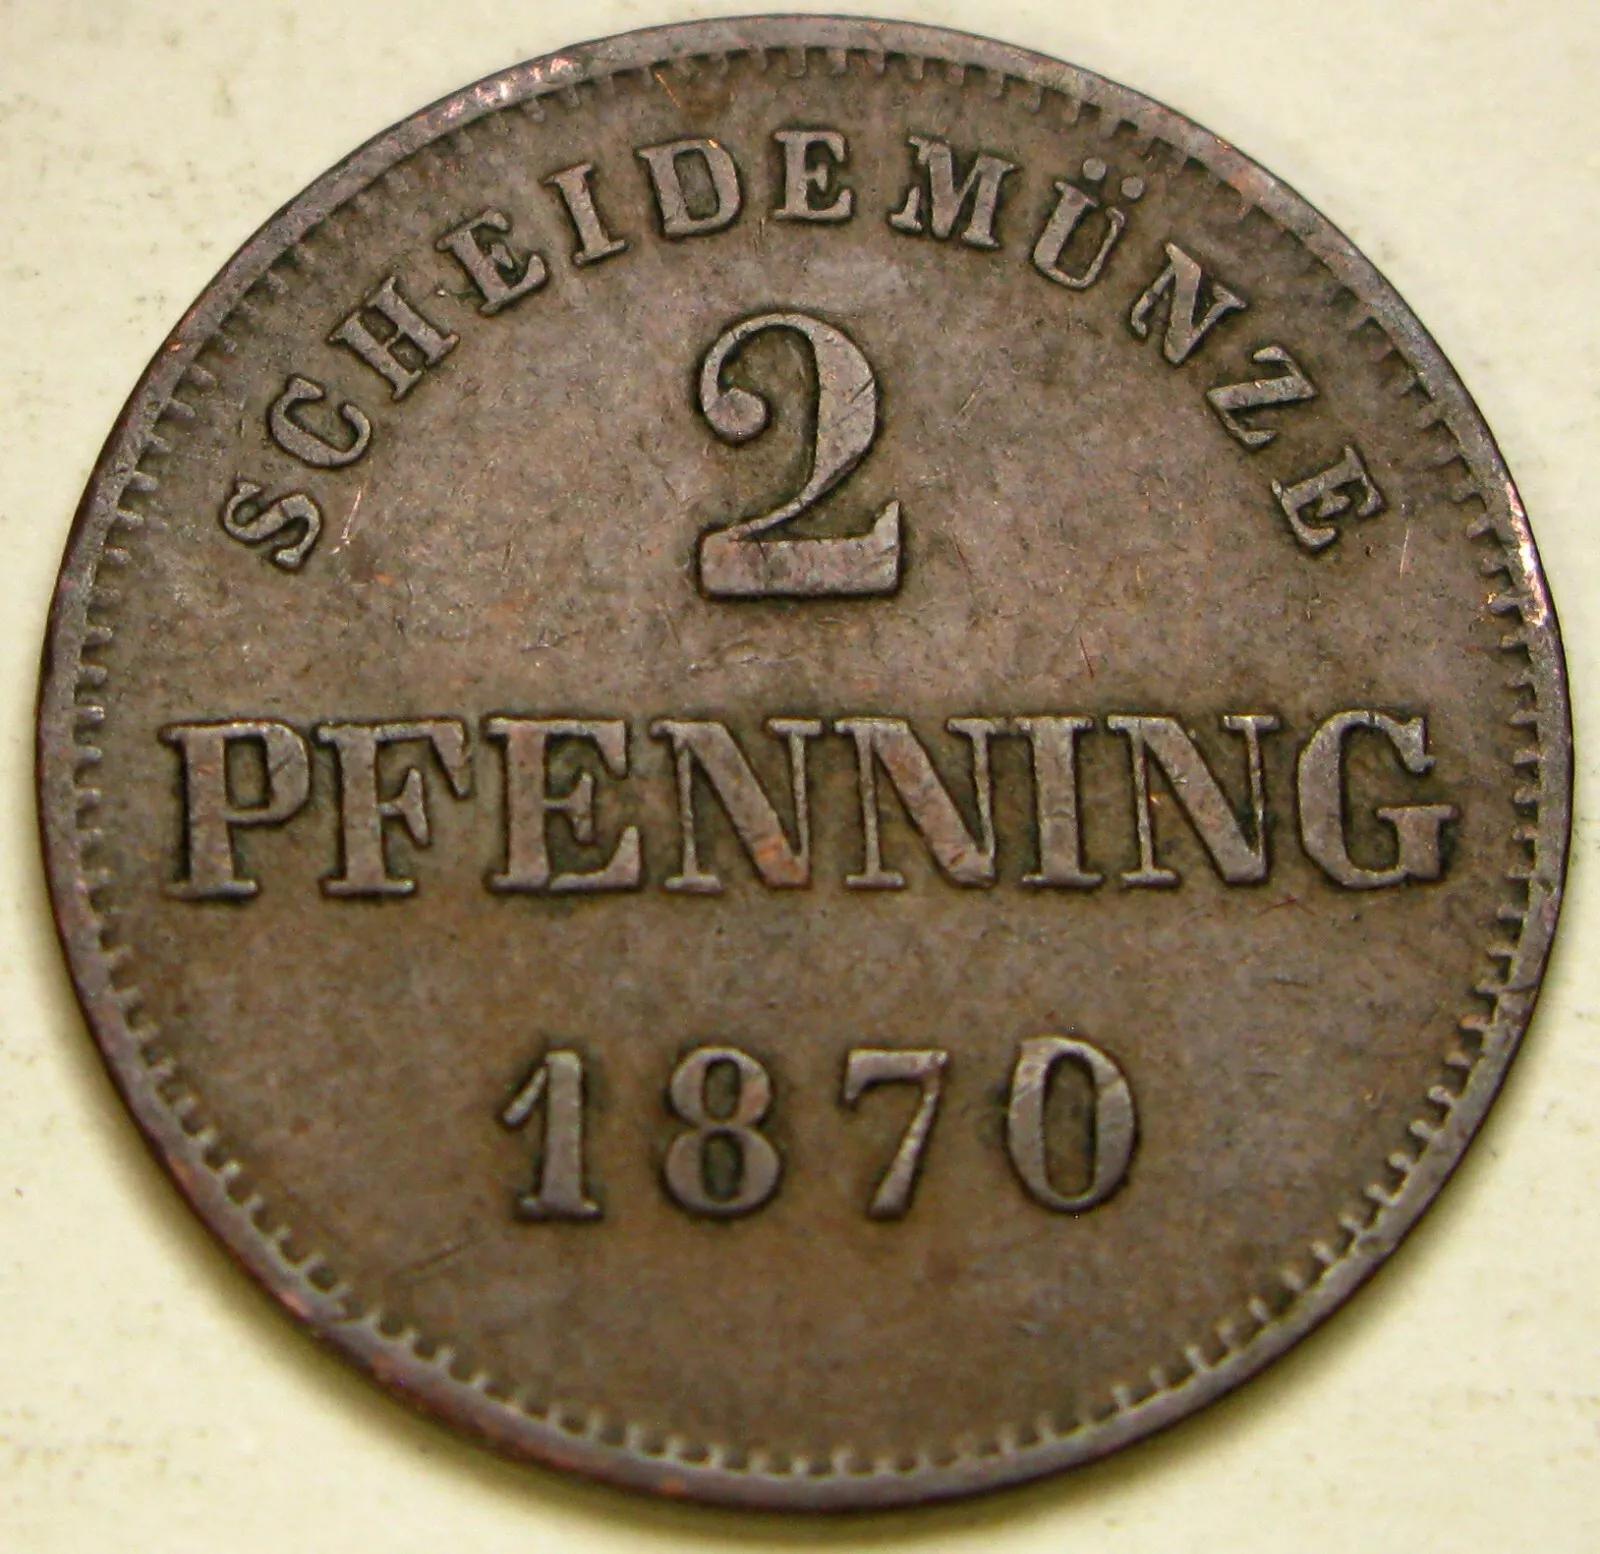 SCHEIDEMÜNZE
2
PFENNING
1870